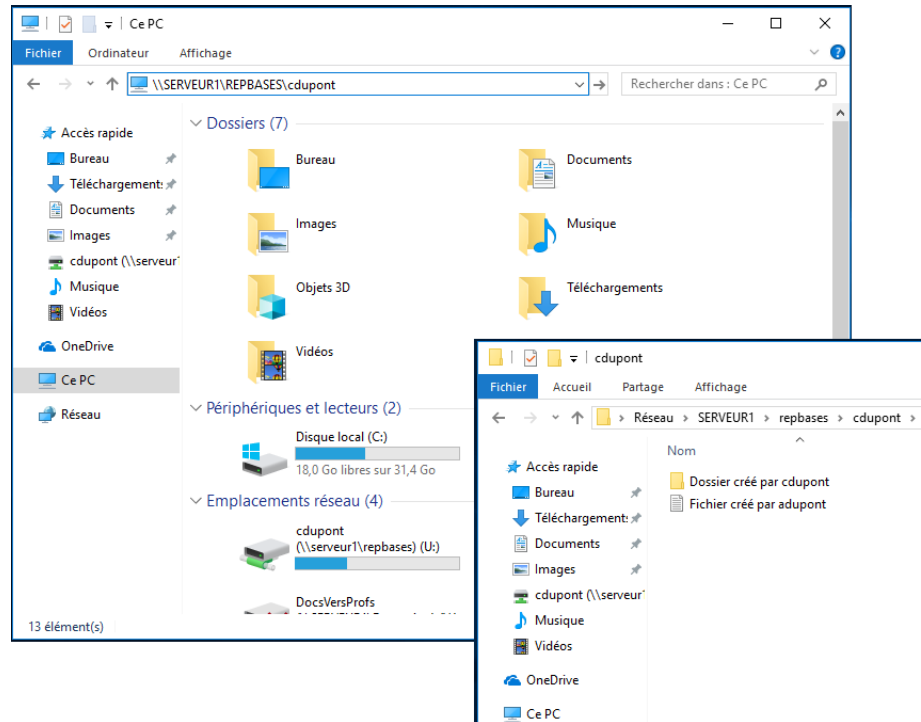 Ce PC
Fichier Ordinateur Affichage
\\SERVEUR1\REPBASES\cdupont
Rechercher dans : Ce PC
Accès rapide
Bureau
Téléchargement:
Documents
Images
cdupont (\\serveur1
Musique
Vidéos
OneDrive
Ce PC
Réseau
Dossiers (7)
Bureau
Documents
Images
Musique
Objets 3D
Téléchargements
Vidéos
Périphériques et lecteurs (2)
Disque local (C:)
18,0 Go libres sur 31,4 Go
Emplacements réseau (4)
cdupont
(\\serveur1\repbases) (U:)
DocsVersProfs
13 élément(s)
cdupont
Fichier Accueil Partage Affichage
Réseau > SERVEUR1 > repbases > cdupont >
Accès rapide
Bureau
Téléchargement:
Documents
Images
cdupont (\\serveur1
Musique
Vidéos
OneDrive
Ce PC
Nom
Dossier créé par cdupont
Fichier créé par adupont